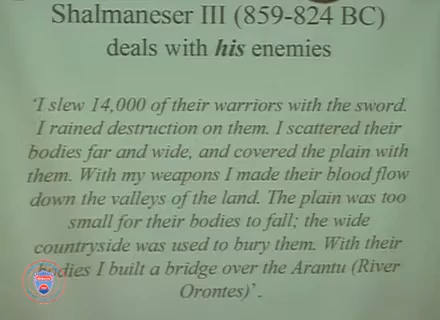 Shalmaneser III (859-824 BC)
deals with his enemies
'I slew 14,000 of their warriors with the sword.
I rained destruction on them. I scattered their
bodies far and wide, and covered the plain with
them. With my weapons I made their blood flow
down the valleys of the land. The plain was too
small for their bodies to fall; the wide
countryside was used to bury them. With their
bodies I built a bridge over the Arantu (River
Orontes)'.